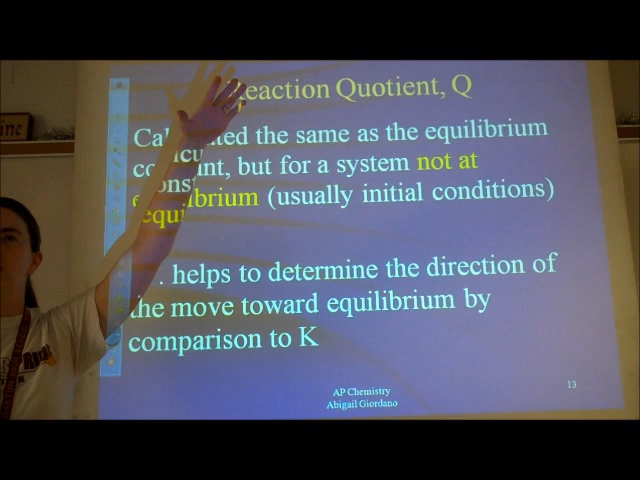 Reaction Quotient, Q
Calculated the same as the equilibrium
constant, but for a system not at
equilibrium (usually initial conditions)
. . helps to determine the direction of
the move toward equilibrium by
comparison to K
AP Chemistry
Abigail Giordano
13